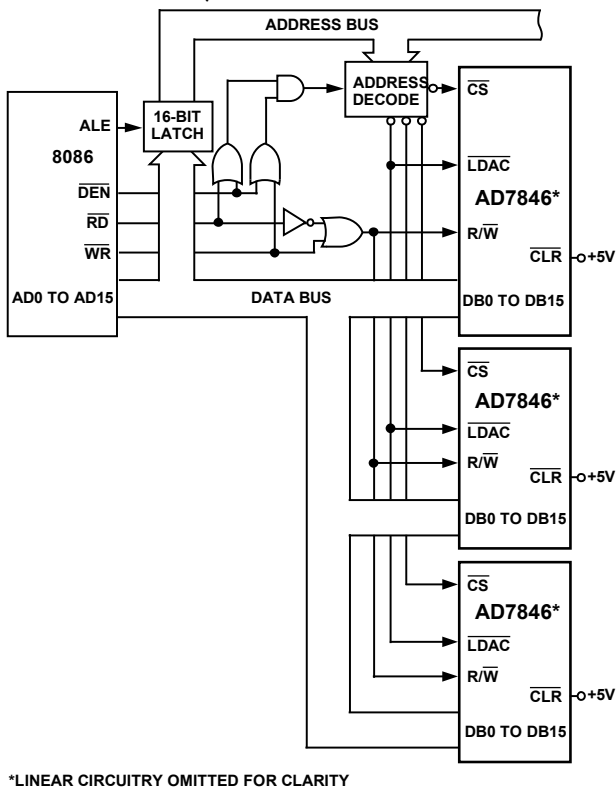 ADDRESS BUS
ALE
16-BIT
LATCH
ADDRESS
DECODE
8086
DEN
RD
WR
AD0 TO AD15
DATA BUS
CS
LDAC
AD7846*
R/W
CLR
+5V
DB0 TO DB15
CS
AD7846*
LDAC
R/W
CLR
+5V
DB0 TO DB15
CS
AD7846*
LDAC
R/W
CLR
+5V
DB0 TO DB15
*LINEAR CIRCUITRY OMITTED FOR CLARITY